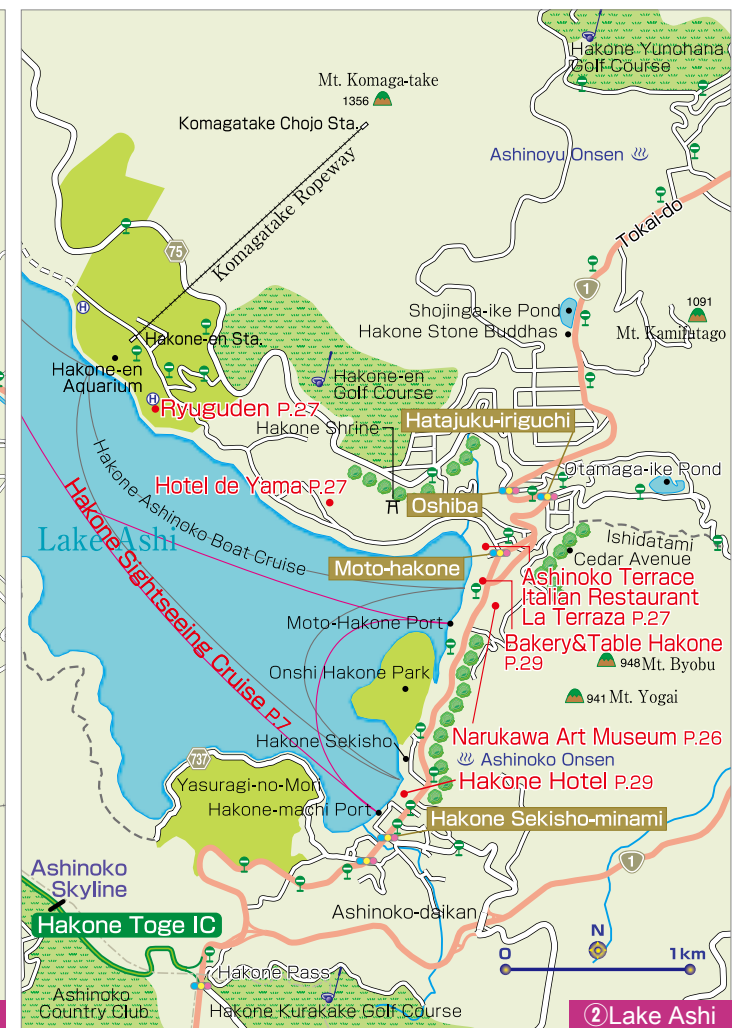 Hakone Yunohana
Golf Course
Mt. Komaga-take
1356
Komagatake Chojo Sta.
Ashinoyu Onsen
Komagatake Ropeway
Tokai-do
75
1
Shojinga-ike Pond
Hakone Stone Buddhas
1091
Mt. Kamifutago
H
Hakone-en Sta.
Hakone-en
Aquarium
Hakone-en
Golf Course
H
Ryuguden P.27
Hakone Shrine
Hatajuku-iriguchi
Otamaga-ike Pond
Hotel de Yama P.27
Oshiba
Hakone Ashinoko Boat Cruise
Hakone Sightseeing Cruise P.7
Lake Ashi
Moto-hakone
Ishidatami
Cedar Avenue
Ashinoko Terrace
Italian Restaurant
La Terraza P.27
Moto-Hakone Port
Bakery&Table Hakone
P.29
948 Mt. Byobu
Onshi Hakone Park
941 Mt. Yogai
Narukawa Art Museum P.26
Hakone Sekisho
Ashinoko Onsen
737
Yasuragi-no-Mori
Hakone Hotel P.29
Hakone-machi Port
Hakone Sekisho-minami
1
Ashinoko
Skyline
Ashinoko-daikan
Hakone Toge IC
N
0
1km
Hakone Pass
Ashinoko
Country Club
Hakone Kurakake Golf Course
②Lake Ashi